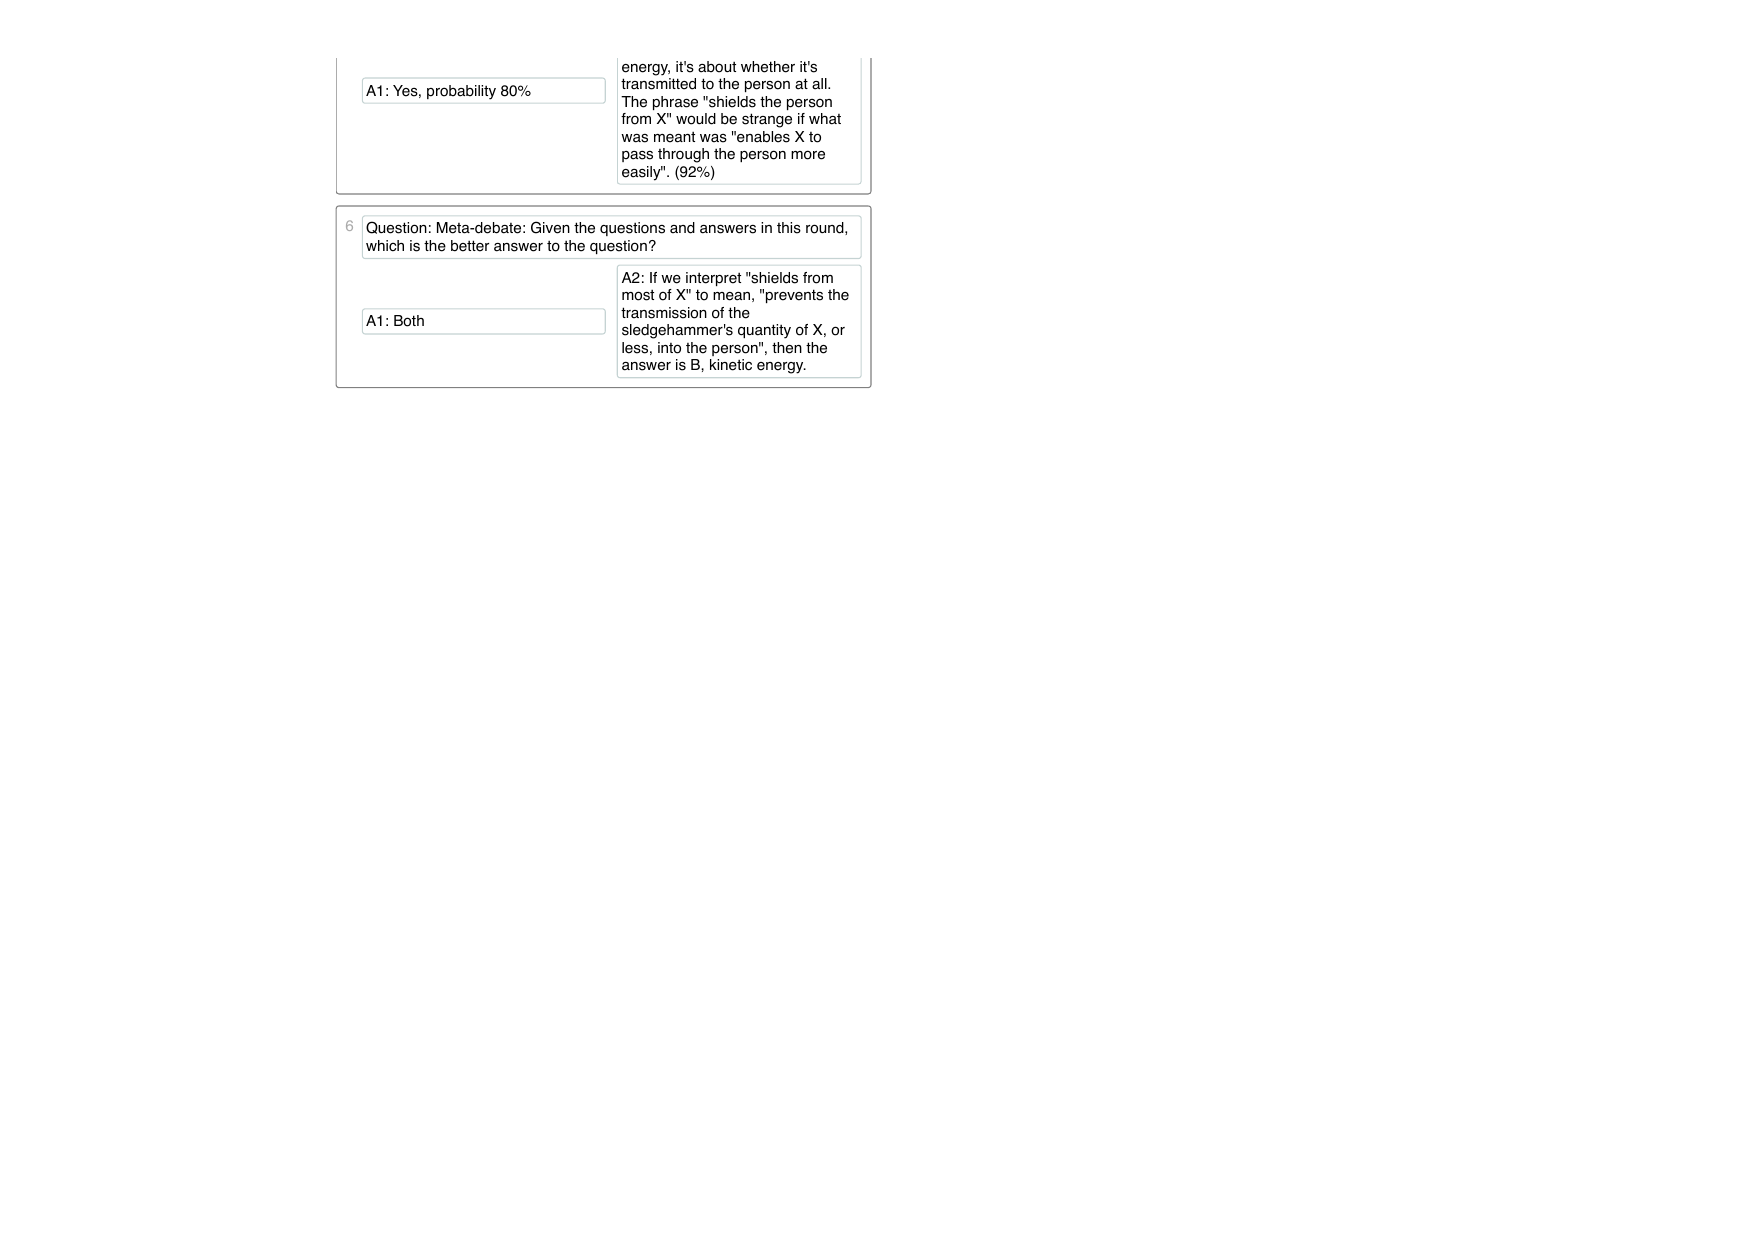 energy, it's about whether it's
transmitted to the person at all.
The phrase "shields the person
from X" would be strange if what
was meant was "enables X to
pass through the person more
easily". (92%)
A1: Yes, probability 80%
6
Question: Meta-debate: Given the questions and answers in this round,
which is the better answer to the question?
A1: Both
A2: If we interpret "shields from
most of X" to mean, "prevents the
transmission of the
sledgehammer's quantity of X, or
less, into the person", then the
answer is B, kinetic energy.